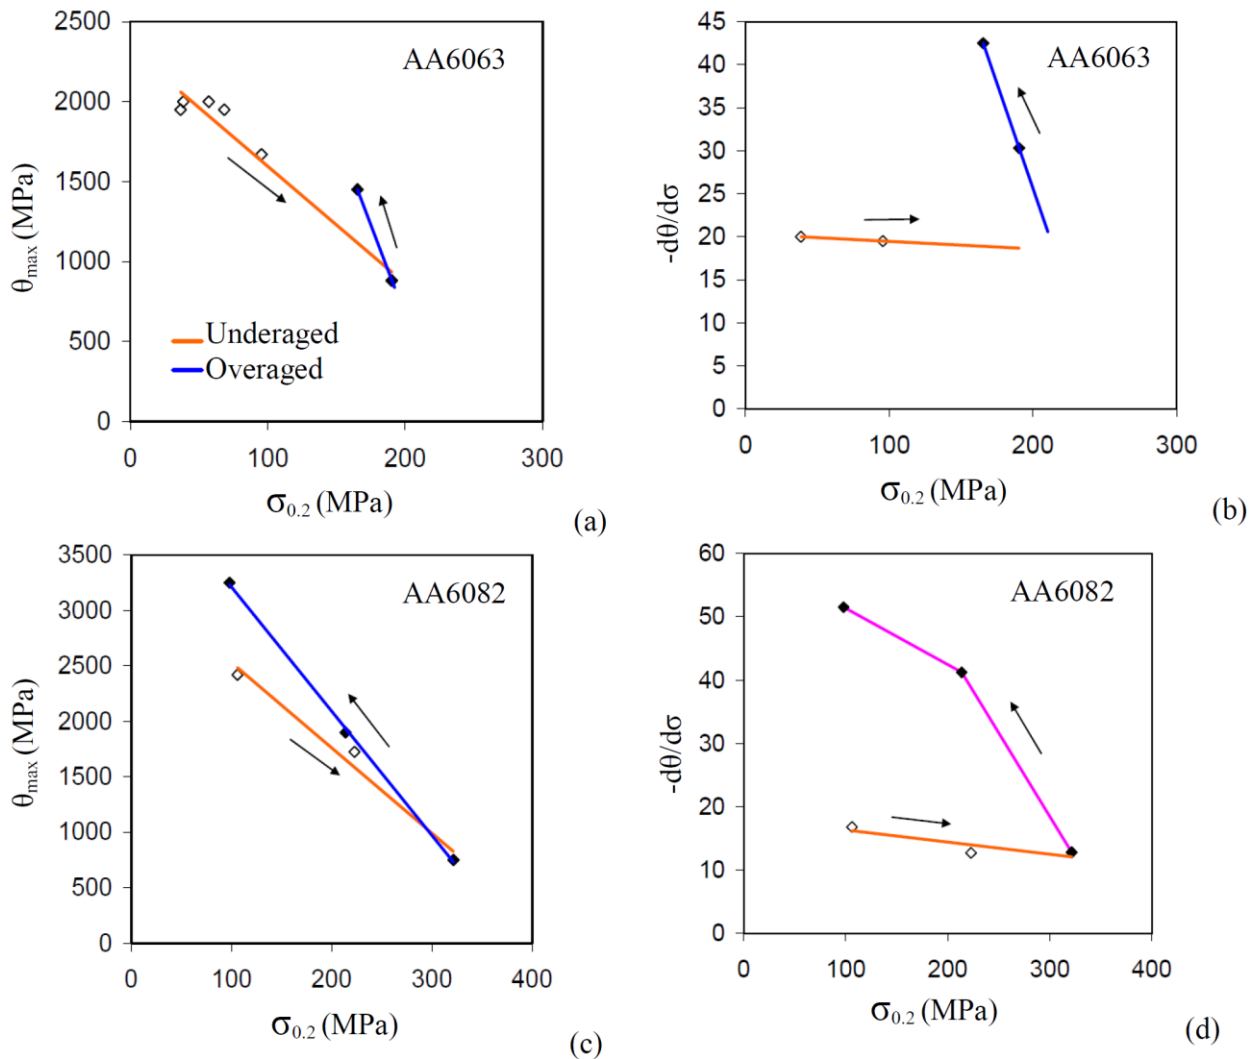 2500
2000
1500
1000
500
0
0 100 200 300
θmax (MPa)
σ0.2 (MPa)
AA6063
Underaged
Overaged
(a)
45
40
35
30
25
20
15
10
5
0
0 100 200 300
-dθ/dσ
σ0.2 (MPa)
AA6063
(b)
3500
3000
2500
2000
1500
1000
500
0
0 100 200 300 400
θmax (MPa)
σ0.2 (MPa)
AA6082
(c)
60
50
40
30
20
10
0
0 100 200 300 400
-dθ/dσ
σ0.2 (MPa)
AA6082
(d)